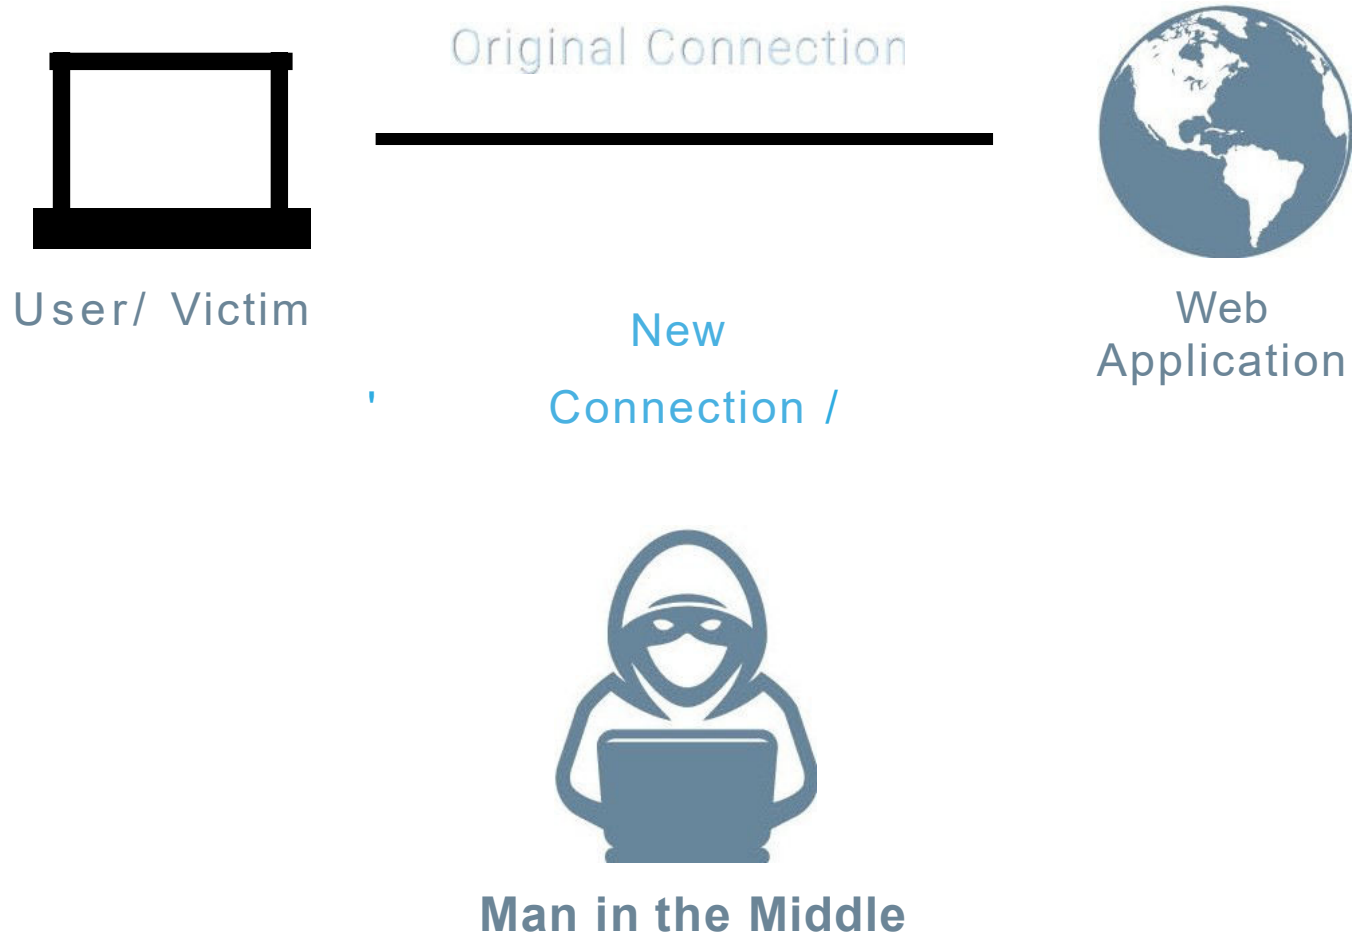 Original Connection
User/ Victim
Web
Application
New
' Connection /
Man in the Middle